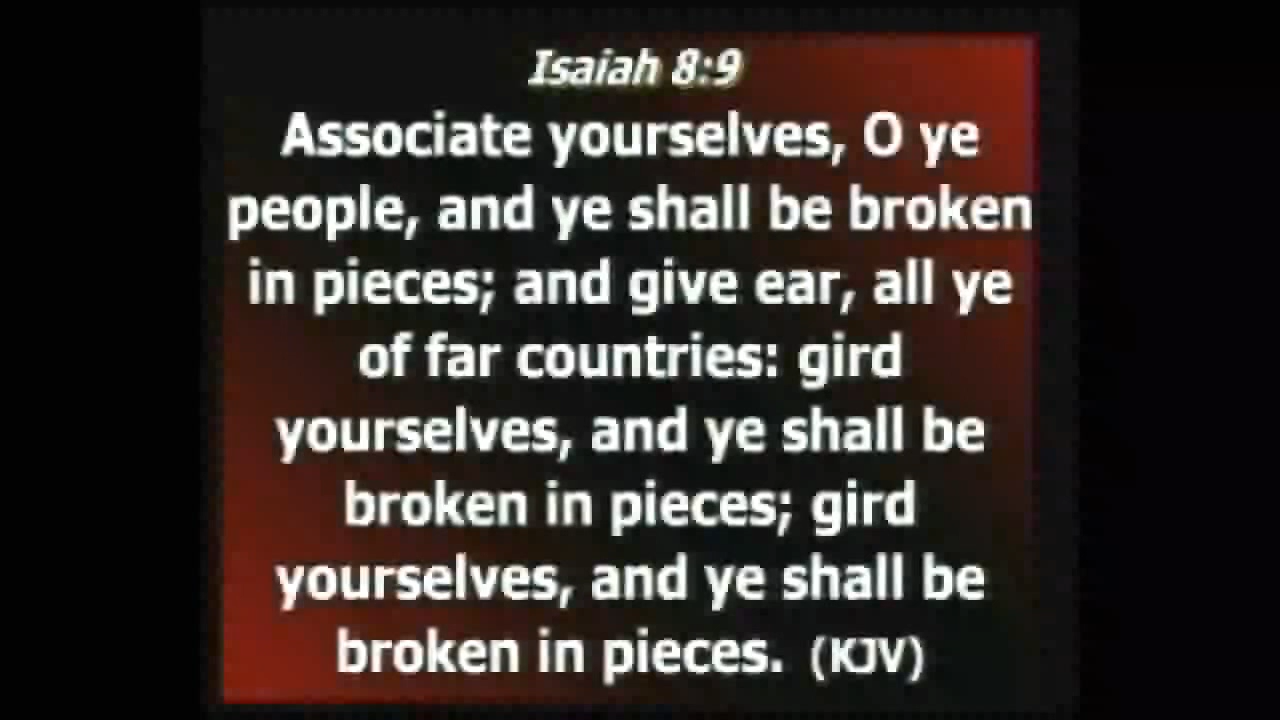 Isaiah 8:9
Associate yourselves, O ye
people, and ye shall be broken
in pieces; and give ear, all ye
of far countries: gird
yourselves, and ye shall be
broken in pieces; gird
yourselves, and ye shall be
broken in pieces. (KJV)